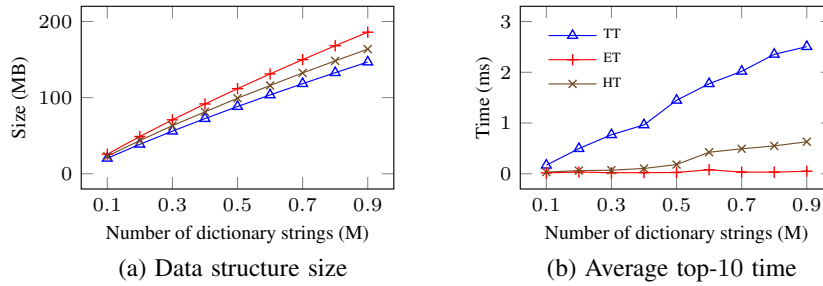 200
100
0
Size (MB)
0.1 0.3 0.5 0.7 0.9
Number of dictionary strings (M)
(a) Data structure size
3
2
1
0
Time (ms)
TT
ET
HT
0.1 0.3 0.5 0.7 0.9
Number of dictionary strings (M)
(b) Average top-10 time